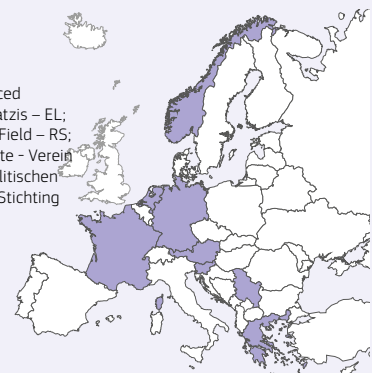 ced
atzis – EL;
Field – RS;
te - Verein
litischen
Stichting